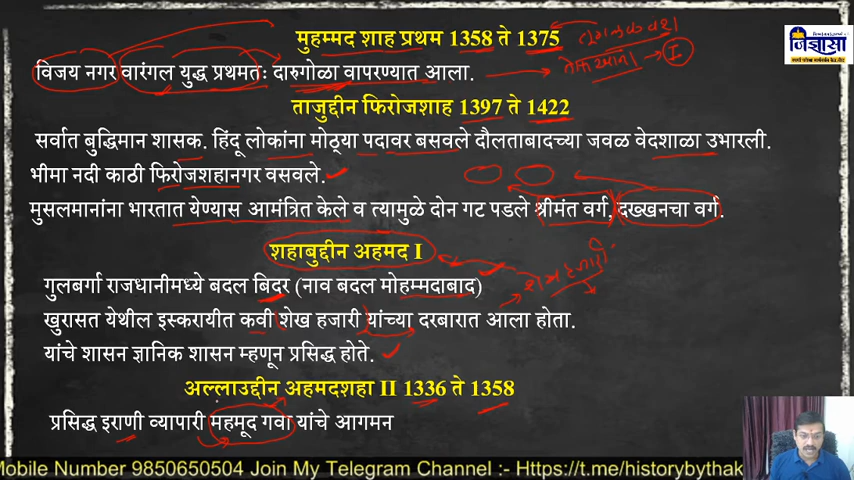 मुहम्मद शाह प्रथम 1358 ते 1375
विजय नगर वारंगल युद्ध प्रथमतः दारुगोळा वापरण्यात आला.
ताजुद्दीन फिरोजशाह 1397 ते 1422
सर्वात बुद्धिमान शासक. हिंदू लोकांना मोठ्या पदावर बसवले दौलताबादच्या जवळ वेदशाळा उभारली.
भीमा नदी काठी फिरोजशहानगर वसवले.
मुसलमानांना भारतात येण्यास आमंत्रित केले व त्यामुळे दोन गट पडले श्रीमंत वर्ग, दख्खनचा वर्ग.
शहाबुद्दीन अहमद I
गुलबर्गा राजधानीमध्ये बदल बिदर (नाव बदल मोहम्मदाबाद)
खुरासत येथील इस्करायीत कवी शेख हजारी यांच्या दरबारात आला होता.
यांचे शासन ज्ञानिक शासन म्हणून प्रसिद्ध होते.
अल्लाउद्दीन अहमदशहा II 1336 ते 1358
प्रसिद्ध इराणी व्यापारी महमूद गवा यांचे आगमन
जिज्ञासा
Mobile Number 9850650504 Join My Telegram Channel :- Https://t.me/historybythak